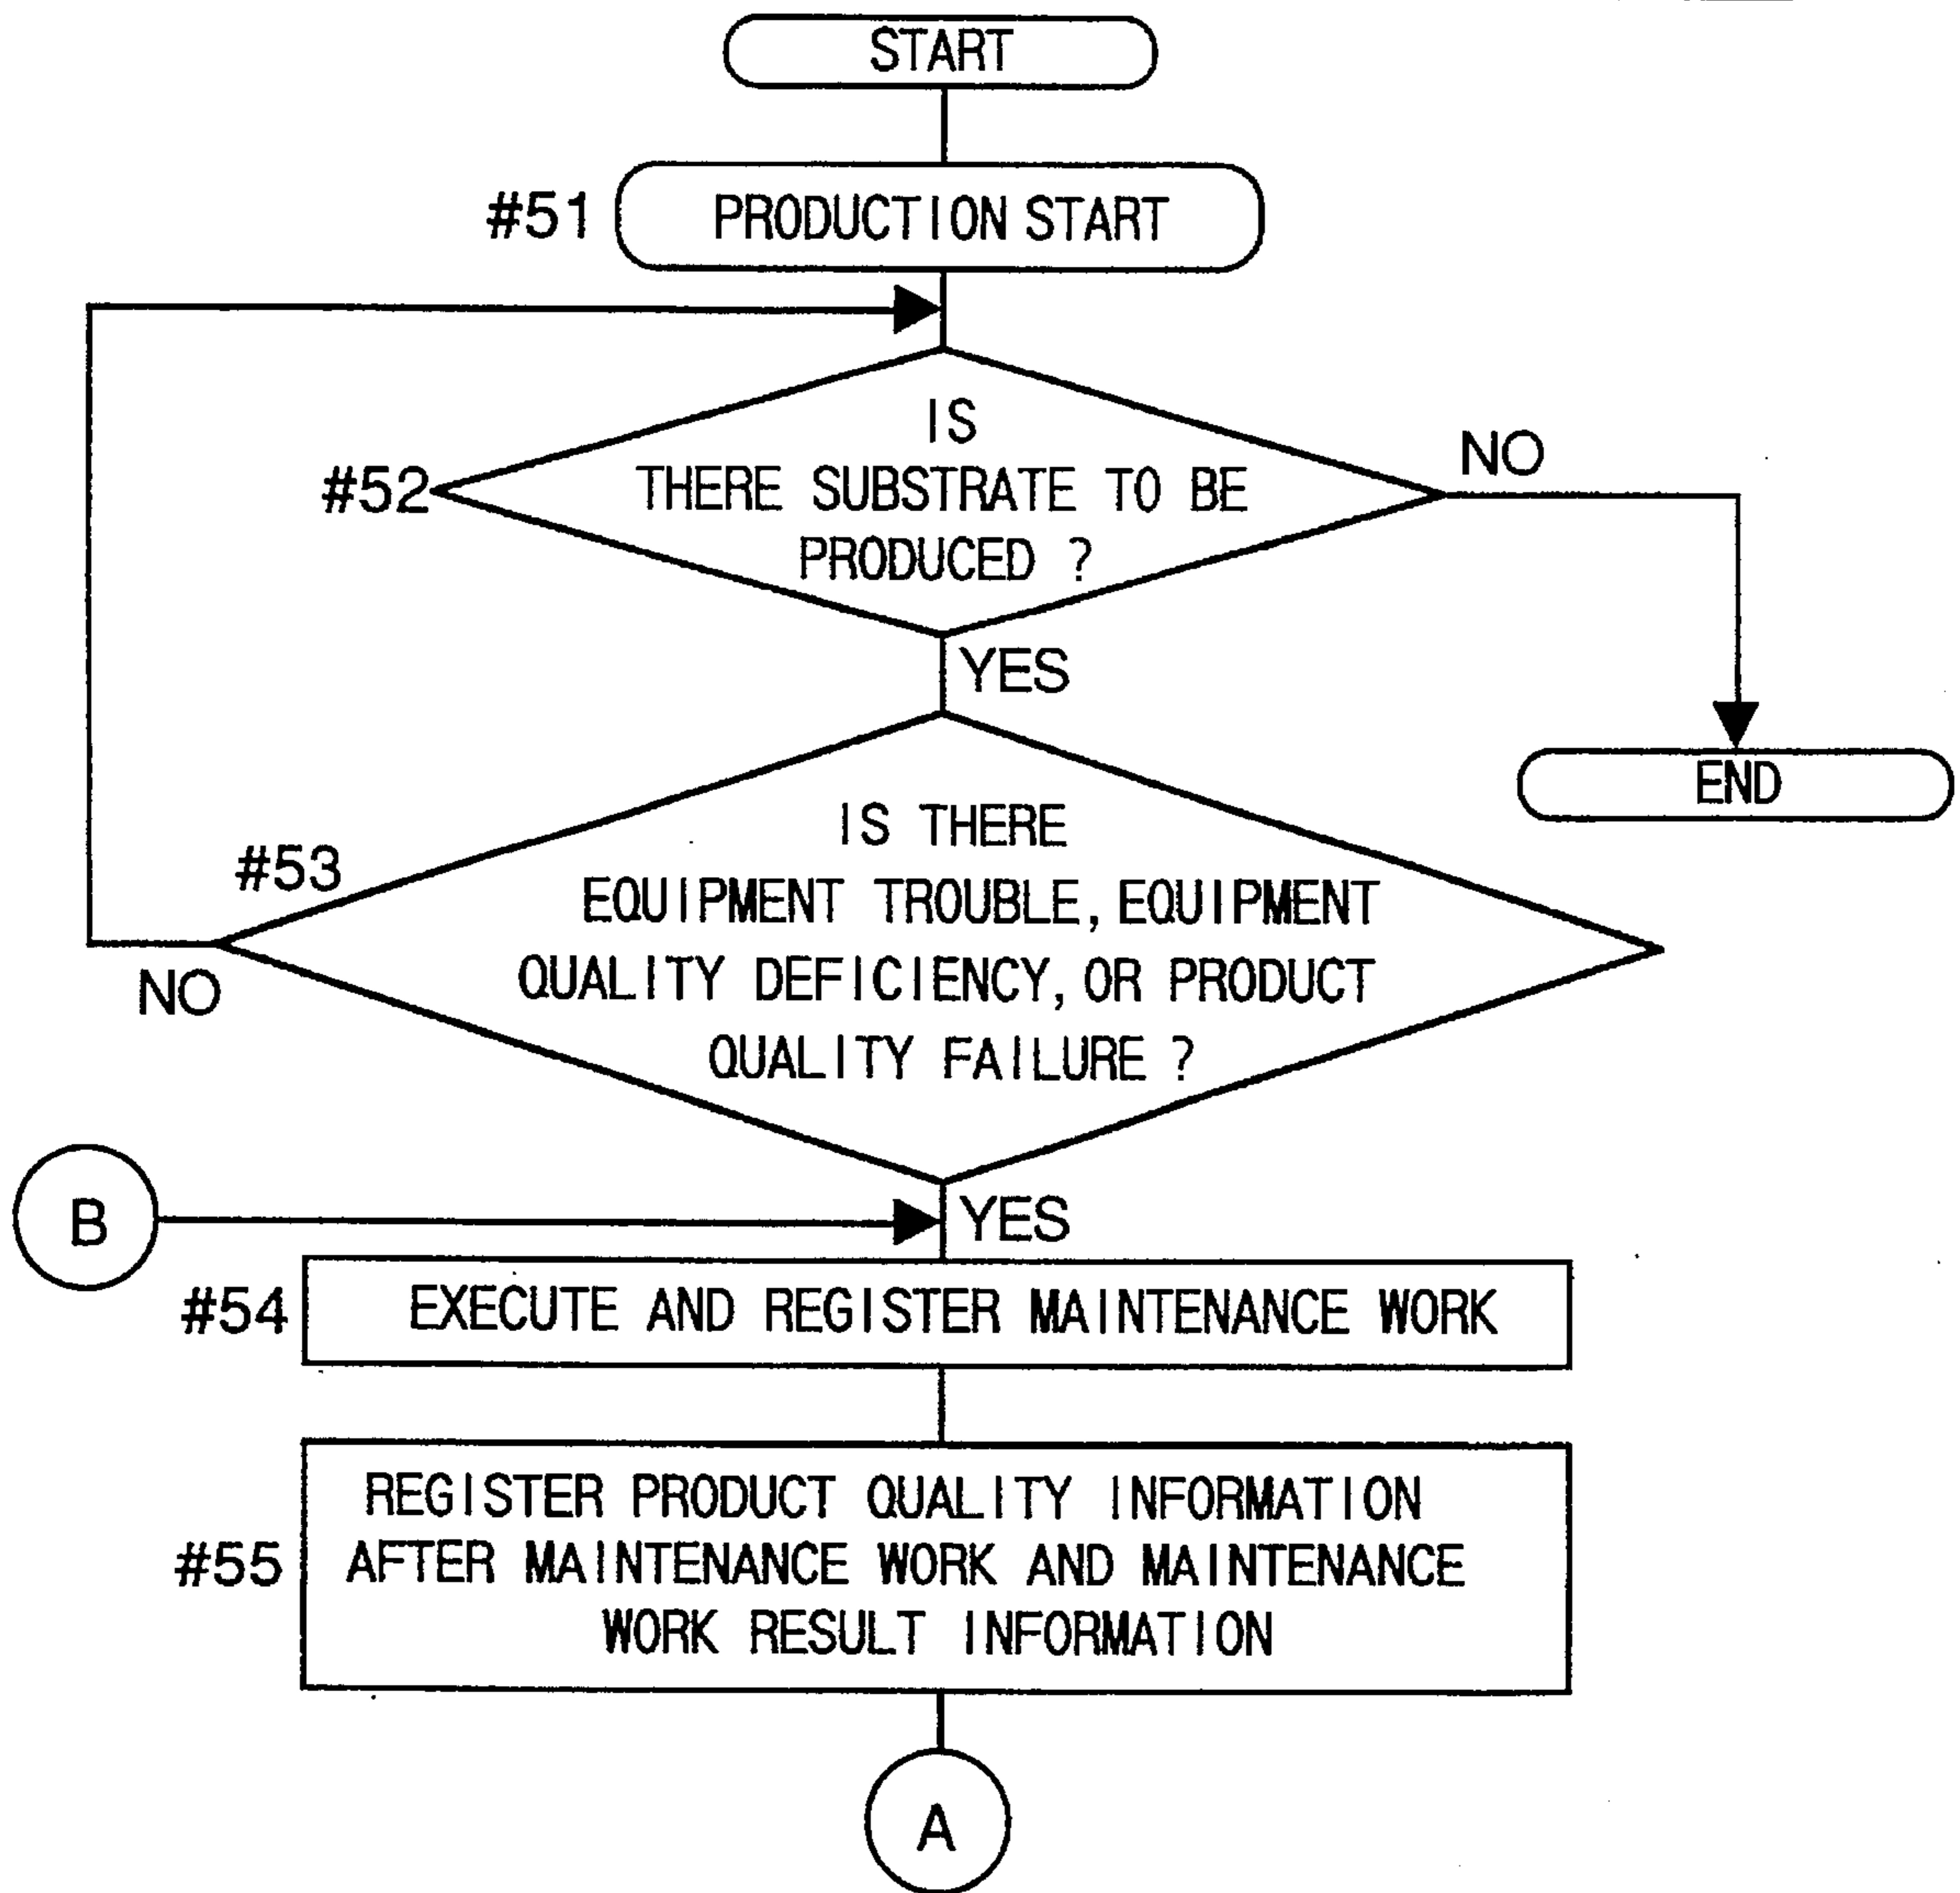 START
#51
PRODUCTION START
IS
#52
THERE SUBSTRATE TO BE
PRODUCED ?
NO
YES
END
#53
IS THERE
EQUIPMENT TROUBLE, EQUIPMENT
QUALITY DEFICIENCY, OR PRODUCT
QUALITY FAILURE ?
NO
B
YES
#54
EXECUTE AND REGISTER MAINTENANCE WORK
#55
REGISTER PRODUCT QUALITY INFORMATION
AFTER MAINTENANCE WORK AND MAINTENANCE
WORK RESULT INFORMATION
A